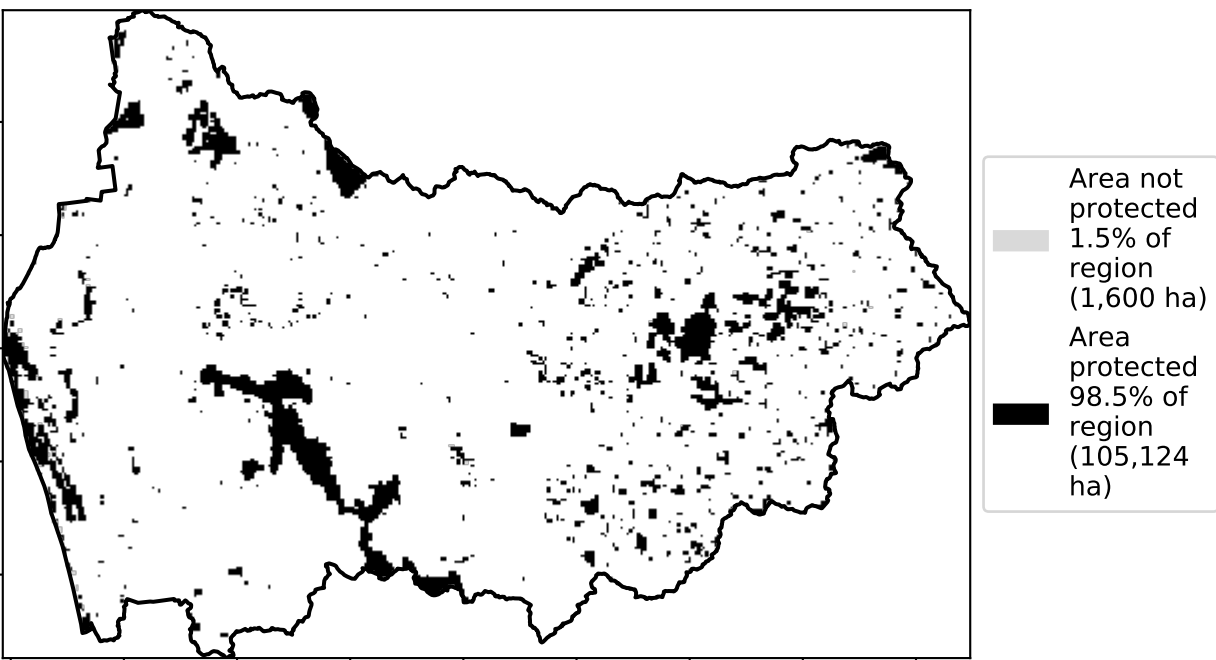 Area not
protected
1.5% of
region
(1,600 ha)
Area
protected
98.5% of
region
(105,124
ha)